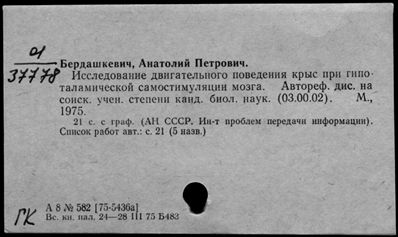 01
37778
Бердашкевич, Анатолий Петрович.
Исследование двигательного поведения крыс при гипо-
таламической самостимуляции мозга. Автореф. дис. на
соиск. учен. степени канд. биол. наук. (03.00.02). М.,
1975.
21 с. с граф. (АН СССР. Ин-т проблем передачи информации).
Список работ авт.: с. 21 (5 назв.)
А 8 № 582 [75-5436а]
Вс. кн. пал. 24—28 III 75 Б483
ГК